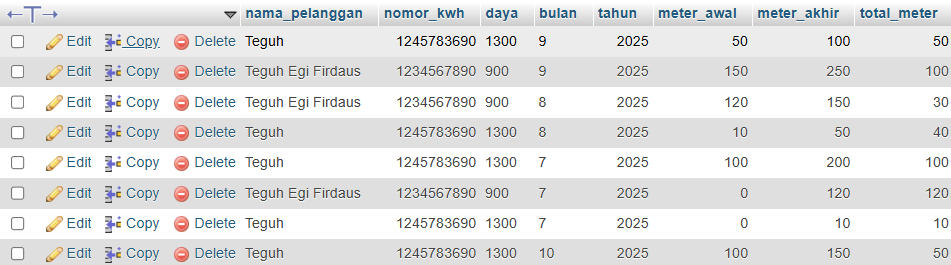 nama_pelanggan nomor_kwh daya bulan tahun meter_awal meter_akhir total_meter
Edit Copy Delete Teguh 1245783690 1300 9 2025 50 100 50
Edit Copy Delete Teguh Egi Firdaus 1234567890 900 9 2025 150 250 100
Edit Copy Delete Teguh Egi Firdaus 1234567890 900 8 2025 120 150 30
Edit Copy Delete Teguh 1245783690 1300 8 2025 10 50 40
Edit Copy Delete Teguh 1245783690 1300 7 2025 100 200 100
Edit Copy Delete Teguh Egi Firdaus 1234567890 900 7 2025 0 120 120
Edit Copy Delete Teguh 1245783690 1300 7 2025 0 10 10
Edit Copy Delete Teguh 1245783690 1300 10 2025 100 150 50